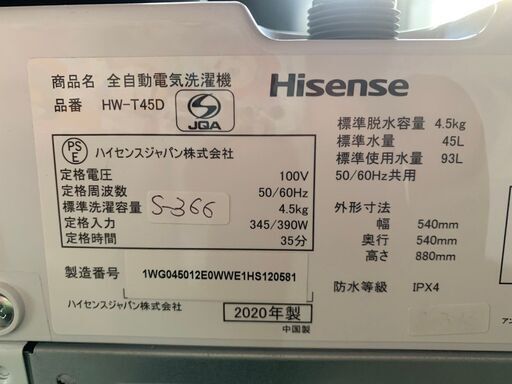 商品名 全自動電気洗濯機
Hisense
品番 HW-T45D
JQA
PS
E
ハイセンスジャパン株式会社
定格電圧 100V
定格周波数 50/60Hz
標準洗濯容量 4.5kg
定格入力 345/390W
定格時間 35分
S-366
標準脱水容量 4.5kg
標準水量 45L
標準使用水量 93L
50/60Hz共用
外形寸法
幅 540mm
奥行 540mm
高さ 880mm
防水等級 IPX4
製造番号 1WG045012E0WWE1HS120581
ハイセンスジャパン株式会社
2020年製
中国製